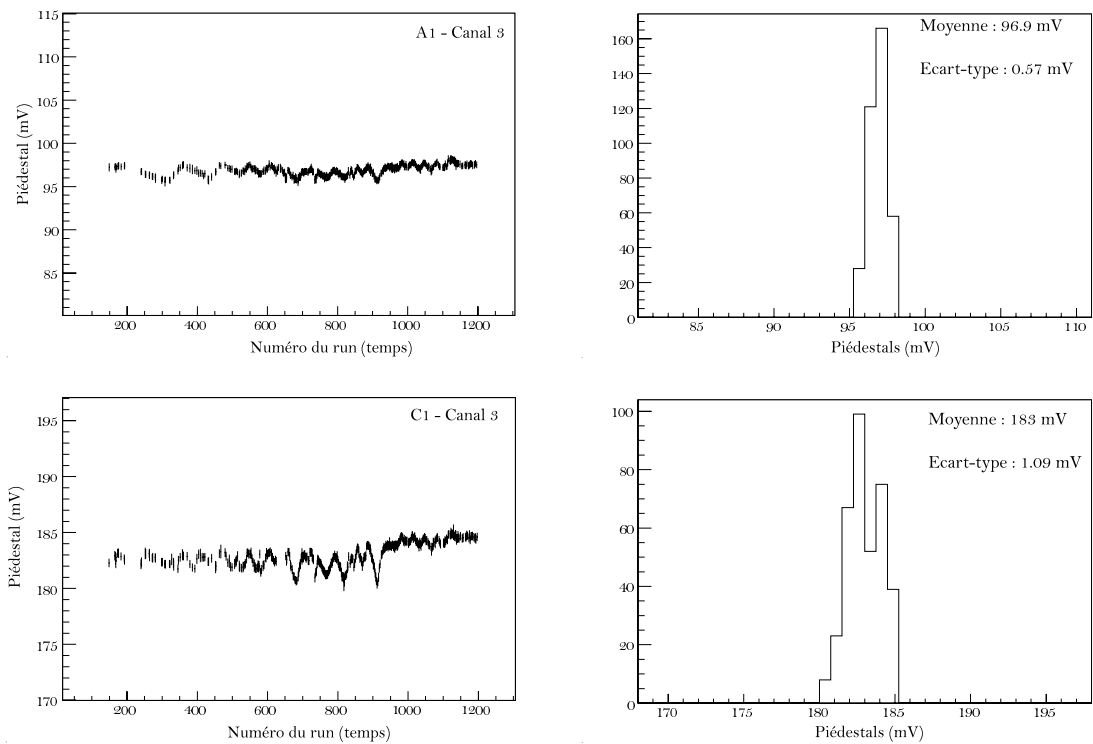 A1 - Canal 3
115
110
105
100
95
90
85
Piédestal (mV)
200 400 600 800 1000 1200
Numéro du run (temps)
Moyenne : 96.9 mV
Ecart-type : 0.57 mV
160
140
120
100
80
60
40
20
0
85 90 95 100 105 110
Piédestals (mV)
C1 - Canal 3
195
190
185
180
175
170
Piédestal (mV)
200 400 600 800 1000 1200
Numéro du run (temps)
Moyenne : 183 mV
Ecart-type : 1.09 mV
100
80
60
40
20
0
170 175 180 185 190 195
Piédestals (mV)